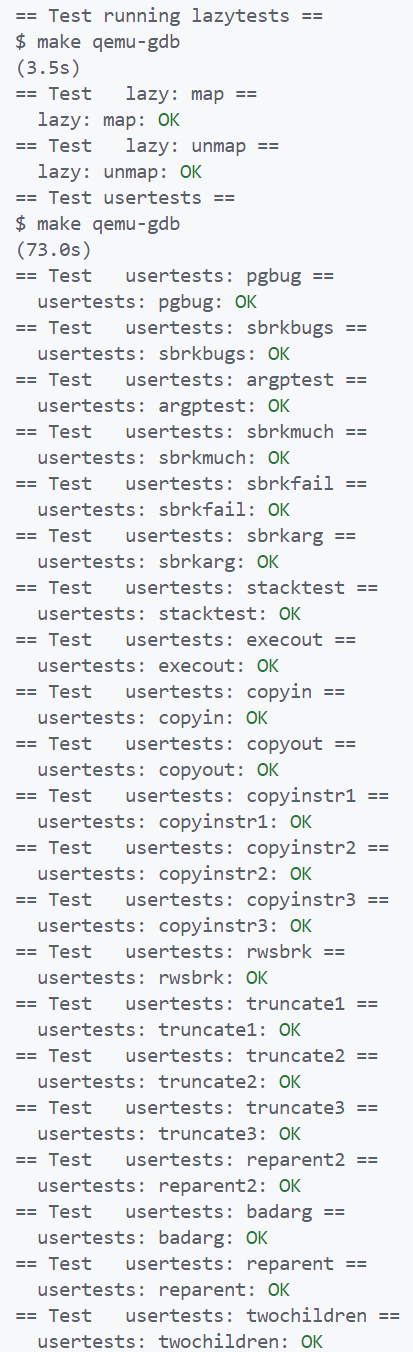 == Test running lazytests ==
$ make qemu-gdb
(3.5s)
== Test   lazy: map ==
  lazy: map: OK
== Test   lazy: unmap ==
  lazy: unmap: OK
== Test usertests ==
$ make qemu-gdb
(73.0s)
== Test   usertests: pgbug ==
  usertests: pgbug: OK
== Test   usertests: sbrkbugs ==
  usertests: sbrkbugs: OK
== Test   usertests: argptest ==
  usertests: argptest: OK
== Test   usertests: sbrkmuch ==
  usertests: sbrkmuch: OK
== Test   usertests: sbrkfail ==
  usertests: sbrkfail: OK
== Test   usertests: sbrkarg ==
  usertests: sbrkarg: OK
== Test   usertests: stacktest ==
  usertests: stacktest: OK
== Test   usertests: execout ==
  usertests: execout: OK
== Test   usertests: copyin ==
  usertests: copyin: OK
== Test   usertests: copyout ==
  usertests: copyout: OK
== Test   usertests: copyinstr1 ==
  usertests: copyinstr1: OK
== Test   usertests: copyinstr2 ==
  usertests: copyinstr2: OK
== Test   usertests: copyinstr3 ==
  usertests: copyinstr3: OK
== Test   usertests: rwsbrk ==
  usertests: rwsbrk: OK
== Test   usertests: truncate1 ==
  usertests: truncate1: OK
== Test   usertests: truncate2 ==
  usertests: truncate2: OK
== Test   usertests: truncate3 ==
  usertests: truncate3: OK
== Test   usertests: reparent2 ==
  usertests: reparent2: OK
== Test   usertests: badarg ==
  usertests: badarg: OK
== Test   usertests: reparent ==
  usertests: reparent: OK
== Test   usertests: twochildren ==
  usertests: twochildren: OK